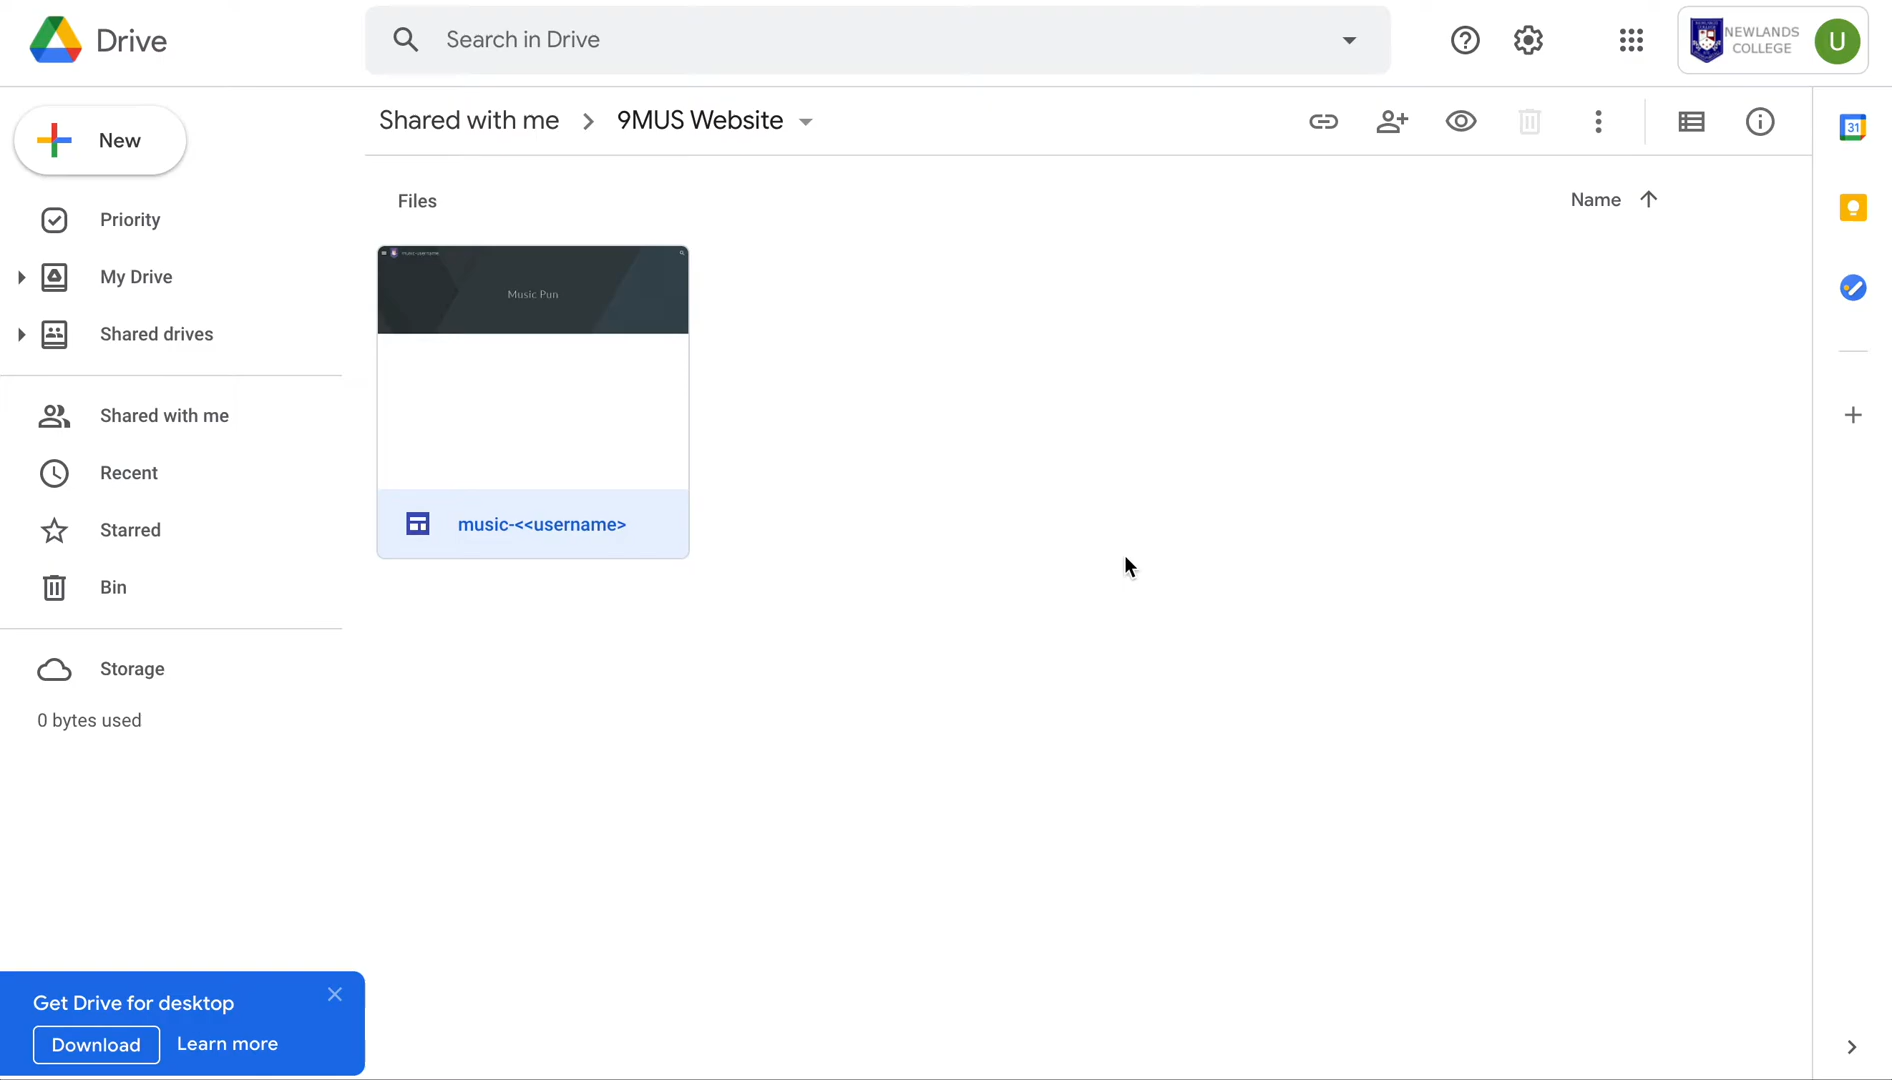 Drive
Search in Drive
NEWLANDS
COLLEGE
U
New
Shared with me
9MUS Website
31
Priority
Files
Name
My Drive
Music Pun
Shared drives
Shared with me
Recent
music-<<username>
Starred
Bin
Storage
0 bytes used
Get Drive for desktop
Download
Learn more